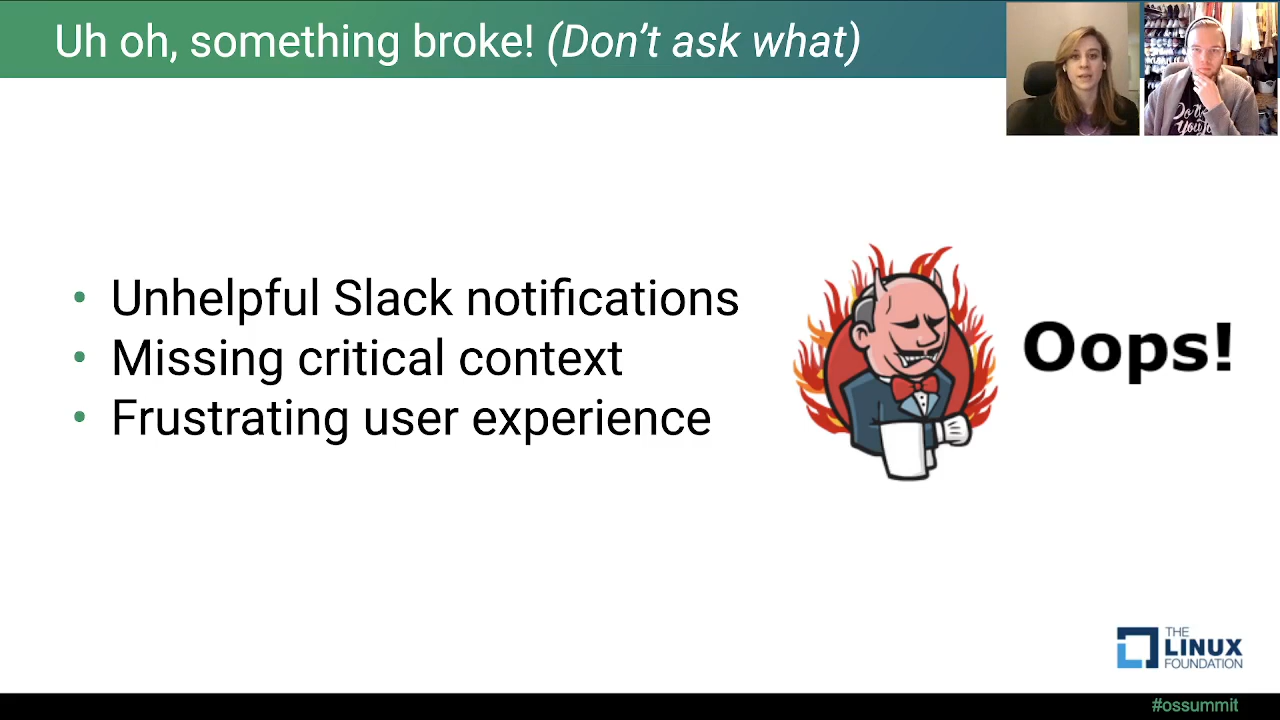 Uh oh, something broke! (Don't ask what)
• Unhelpful Slack notifications
• Missing critical context
• Frustrating user experience
Oops!
THE
LINUX
FOUNDATION
#ossummit